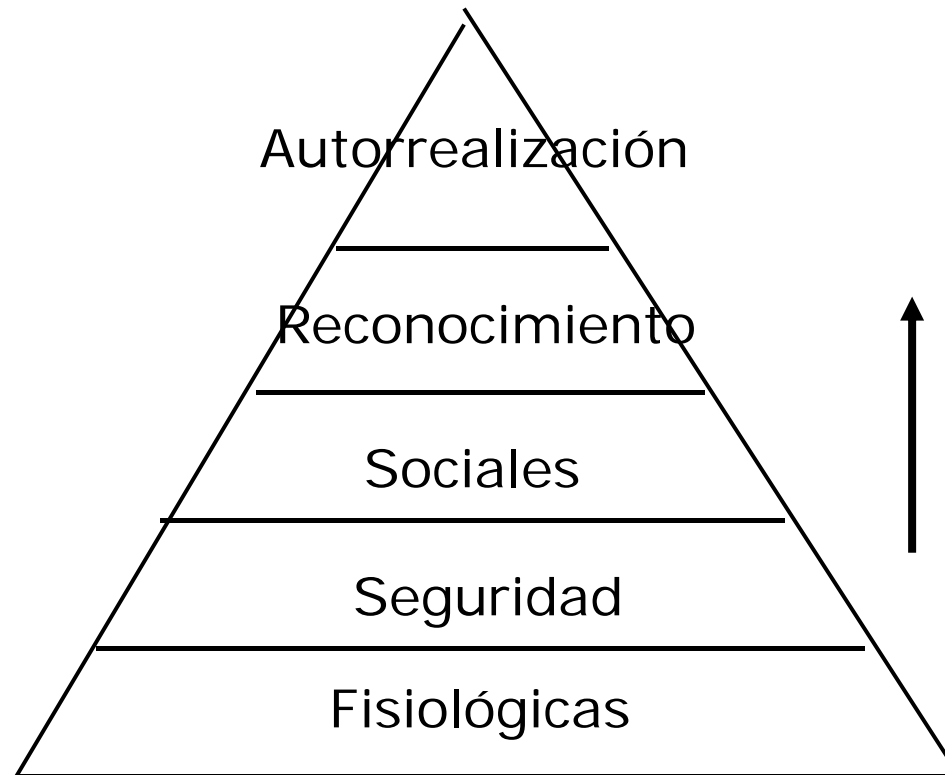 Autorrealización
Reconocimiento
Sociales
Seguridad
Fisiológicas